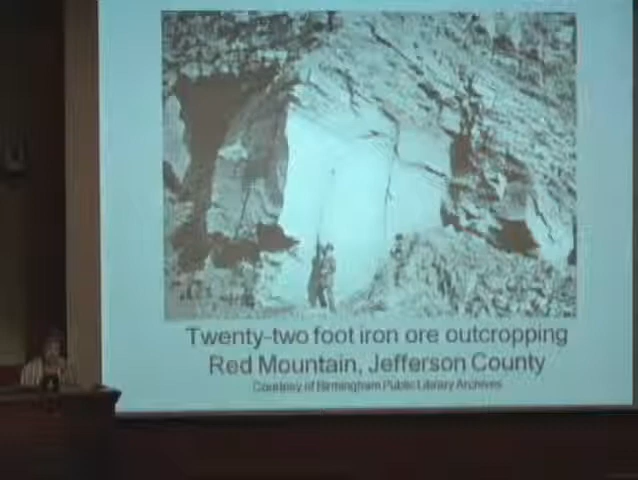 Twenty-two foot iron ore outcropping
Red Mountain, Jefferson County
Courtesy of Birmingham Public Library Archives